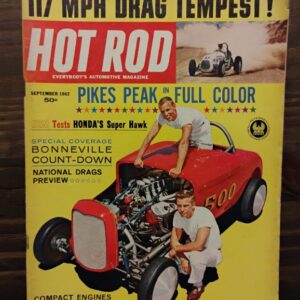 117 MPH DRAG TEMPEST!
HOT ROD
EVERYBODY'S AUTOMOTIVE MAGAZINE
SEPTEMBER 1962
50¢
PIKES PEAK IN FULL COLOR
Tests HONDA'S Super Hawk
SPECIAL COVERAGE
BONNEVILLE
COUNT-DOWN
NATIONAL DRAGS
PREVIEW
500
COMPACT ENGINES